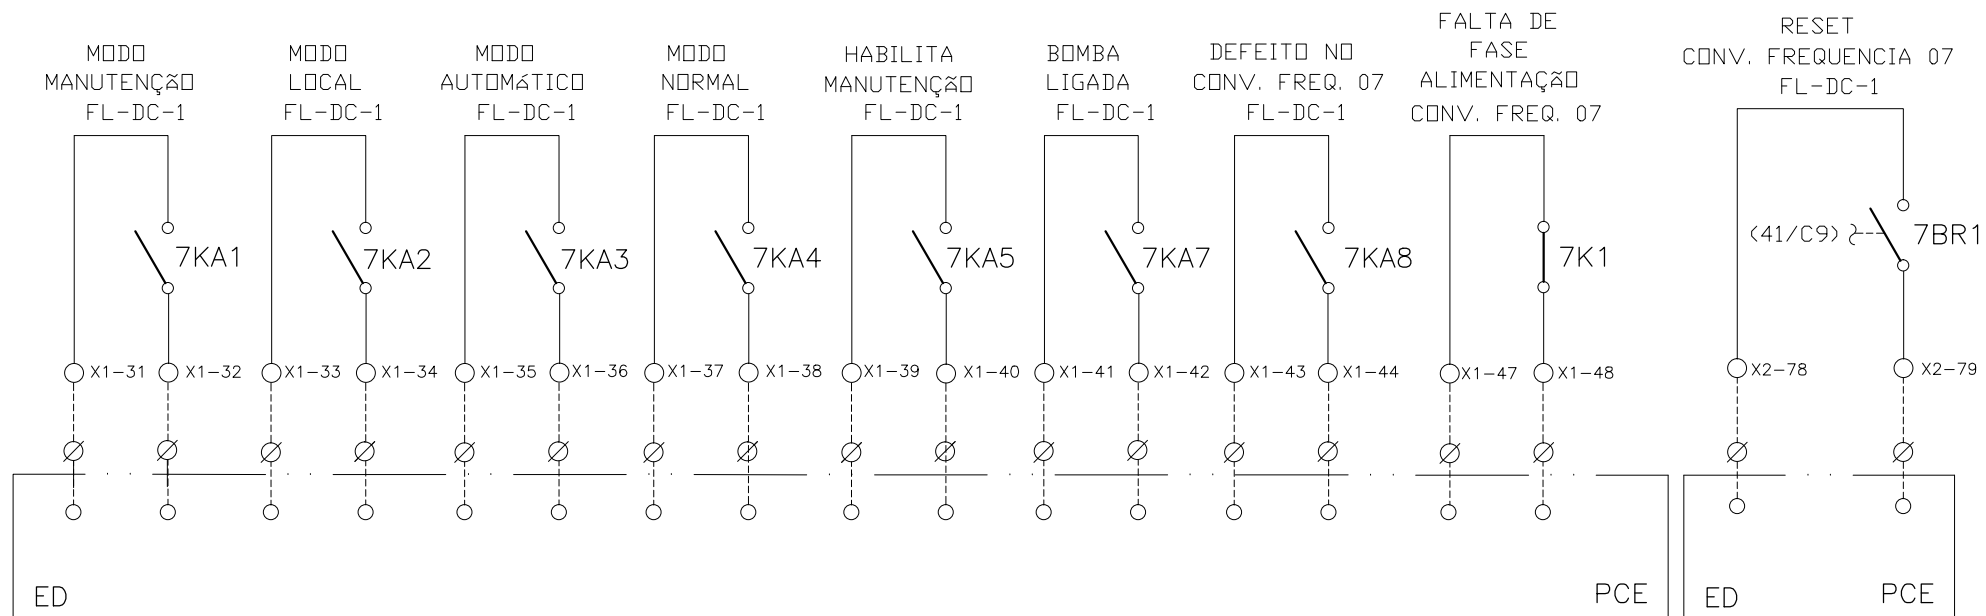 MODO
MANUTENÇÃO
FL-DC-1
MODO
LOCAL
FL-DC-1
MODO
AUTOMáTICO
FL-DC-1
MODO
NORMAL
FL-DC-1
HABILITA
MANUTENÇÃO
FL-DC-1
BOMBA
LIGADA
FL-DC-1
DEFEITO NO
CONV. FREQ. 07
FL-DC-1
FALTA DE
FASE
ALIMENTAÇÃO
CONV. FREQ. 07
RESET
CONV. FREQUENCIA 07
FL-DC-1
7KA1
7KA2
7KA3
7KA4
7KA5
7KA7
7KA8
7K1
(41/C9)
7BR1
X1-31
X1-32
X1-33
X1-34
X1-35
X1-36
X1-37
X1-38
X1-39
X1-40
X1-41
X1-42
X1-43
X1-44
X1-47
X1-48
X2-78
X2-79
ED
PCE
ED
PCE